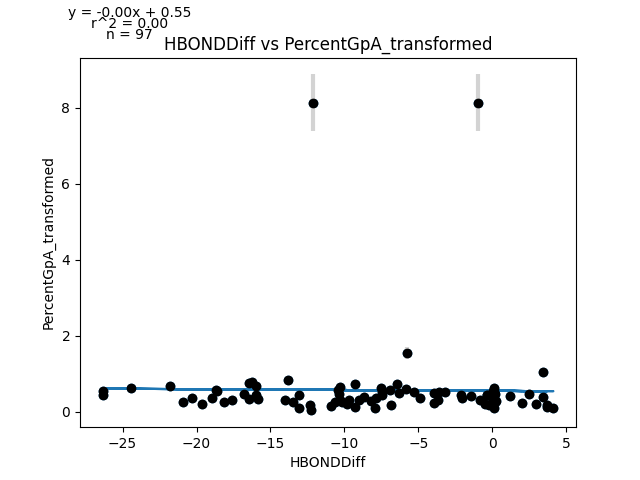 y = -0.00x + 0.55
r^2 = 0.00
n = 97
HBONDDiff vs PercentGpA_transformed
PercentGpA_transformed
8
6
4
2
0
−25
−20
−15
−10
−5
0
5
HBONDDiff